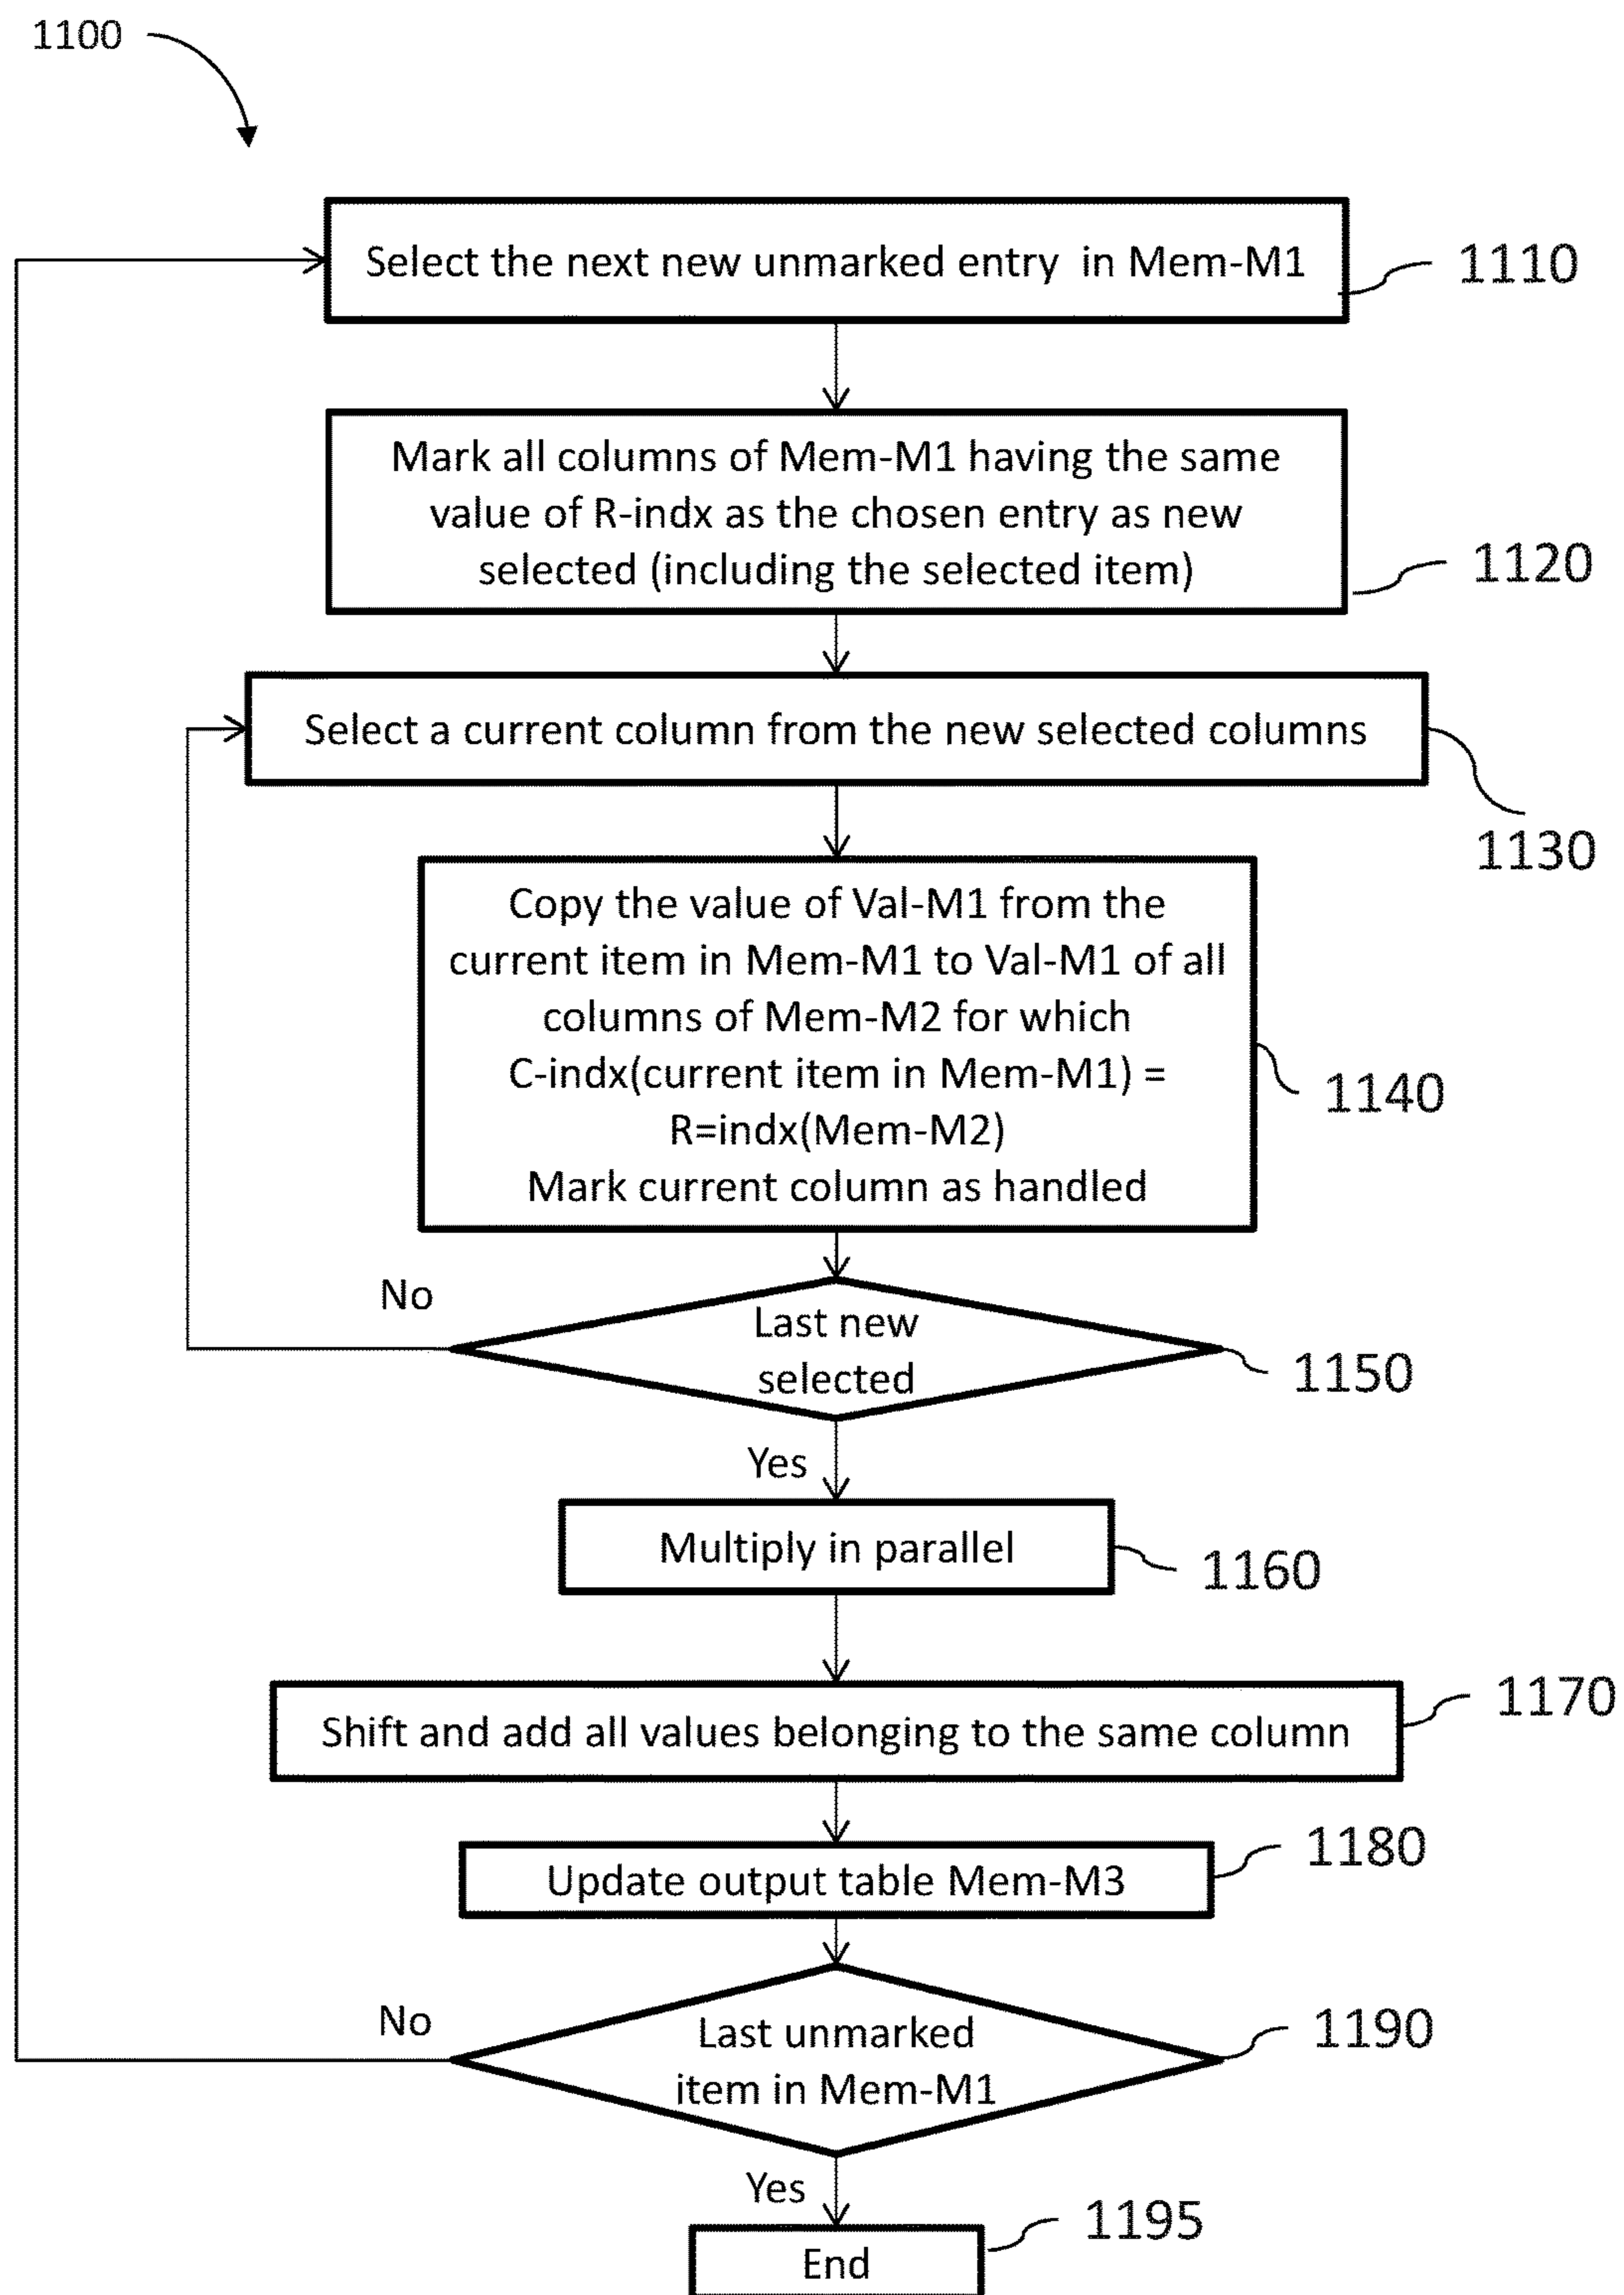 1100
Select the next new unmarked entry in Mem-M1
1110
Mark all columns of Mem-M1 having the same
value of R-indx as the chosen entry as new
selected (including the selected item)
1120
Select a current column from the new selected columns
1130
Copy the value of Val-M1 from the
current item in Mem-M1 to Val-M1 of all
columns of Mem-M2 for which
C-indx(current item in Mem-M1) =
R=indx(Mem-M2)
Mark current column as handled
1140
No
Last new
selected
1150
Yes
Multiply in parallel
1160
Shift and add all values belonging to the same column
1170
Update output table Mem-M3
1180
No
Last unmarked
item in Mem-M1
1190
Yes
End
1195